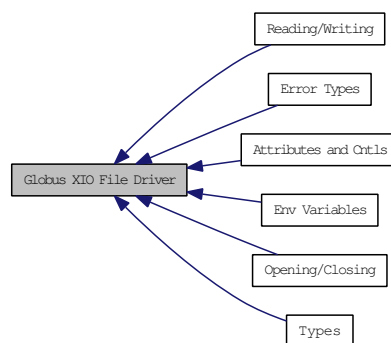 Reading/Writing
Error Types
Attributes and Cntls
Globus XIO File Driver
Env Variables
Opening/Closing
Types